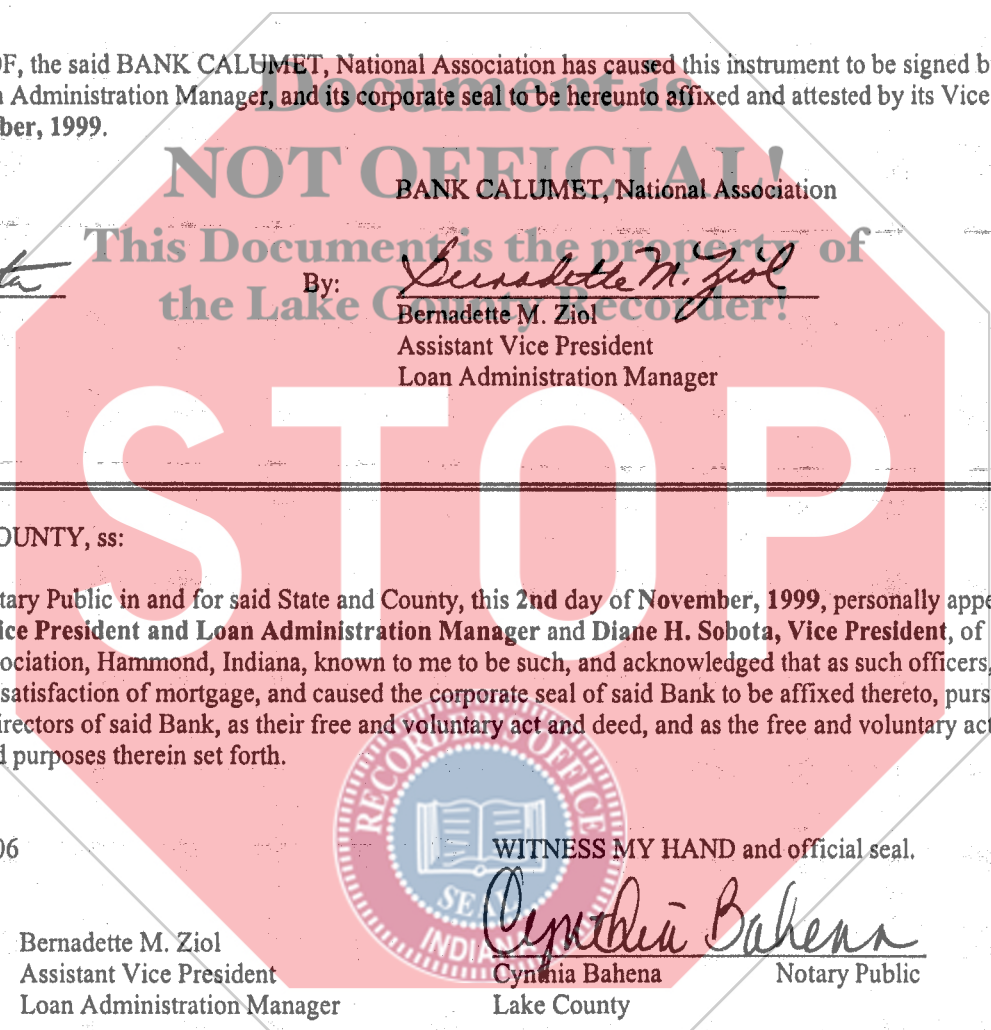 OF, the said BANK CALUMET, National Association has caused this instrument to be signed b
Administration Manager, and its corporate seal to be hereunto affixed and attested by its Vice
ber, 1999.
Document is
NOT OFFICIAL!
This Document is the property of
the Lake County Recorder!
BANK CALUMET, National Association
ta
By: Bernadette M. Ziol
Bernadette M. Ziol
Assistant Vice President
Loan Administration Manager
STOP
OUNTY, ss:
tary Public in and for said State and County, this 2nd day of November, 1999, personally appe
ice President and Loan Administration Manager and Diane H. Sobota, Vice President, of
ociation, Hammond, Indiana, known to me to be such, and acknowledged that as such officers,
satisfaction of mortgage, and caused the corporate seal of said Bank to be affixed thereto, purs
irectors of said Bank, as their free and voluntary act and deed, and as the free and voluntary act
d purposes therein set forth.
RECORDER'S OFFICE
SEAL
INDIANA
06
WITNESS MY HAND and official seal.
Cynthia Bahena
Bernadette M. Ziol
Assistant Vice President
Loan Administration Manager
Cynthia Bahena Notary Public
Lake County